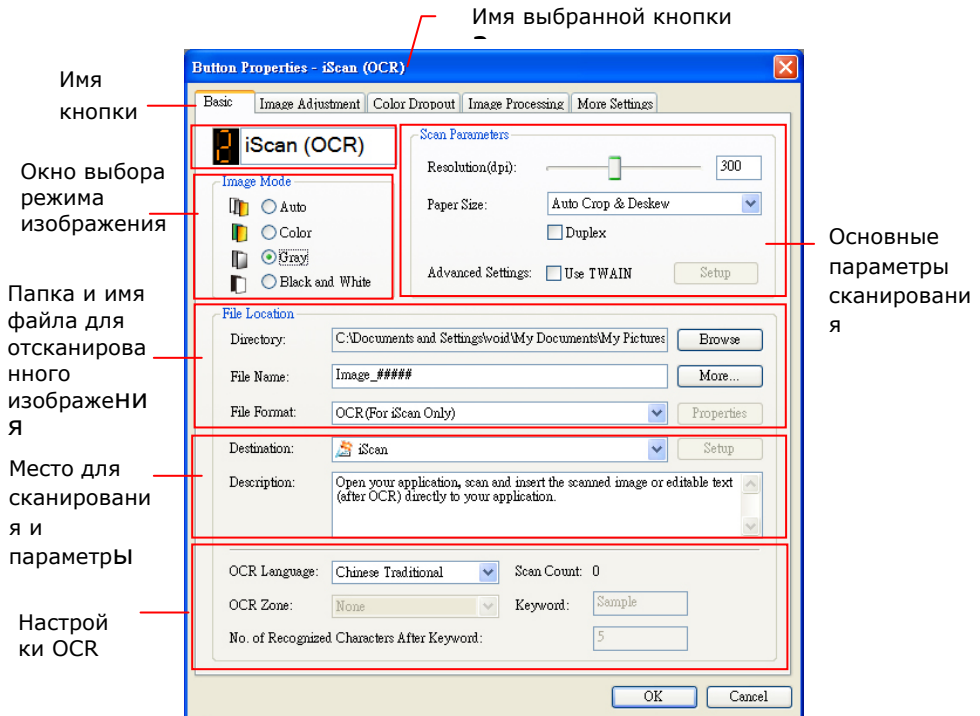 Имя выбранной кнопки
Имя
кнопки
Окно выбора
режима
изображения
Папка и имя
файла для
отсканирова
нного
изображени
я
Место для
сканировани
я и
параметры
Настрой
ки OCR
Button Properties - iScan (OCR)
Basic Image Adjustment Color Dropout Image Processing More Settings
2 iScan (OCR)
Image Mode
Auto
Color
Gray
Black and White
Scan Parameters
Resolution(dpi): 300
Paper Size: Auto Crop & Deskew
Duplex
Advanced Settings: Use TWAIN Setup
File Location
Directory: C:\Documents and Settings\void\My Documents\My Pictures Browse
File Name: Image_##### More...
File Format: OCR(For iScan Only) Properties
Destination: iScan Setup
Description: Open your application, scan and insert the scanned image or editable text
(after OCR) directly to your application.
OCR Language: Chinese Traditional Scan Count: 0
OCR Zone: None Keyword: Sample
No. of Recognized Characters After Keyword: 5
OK Cancel
Основные
параметры
сканировани
я